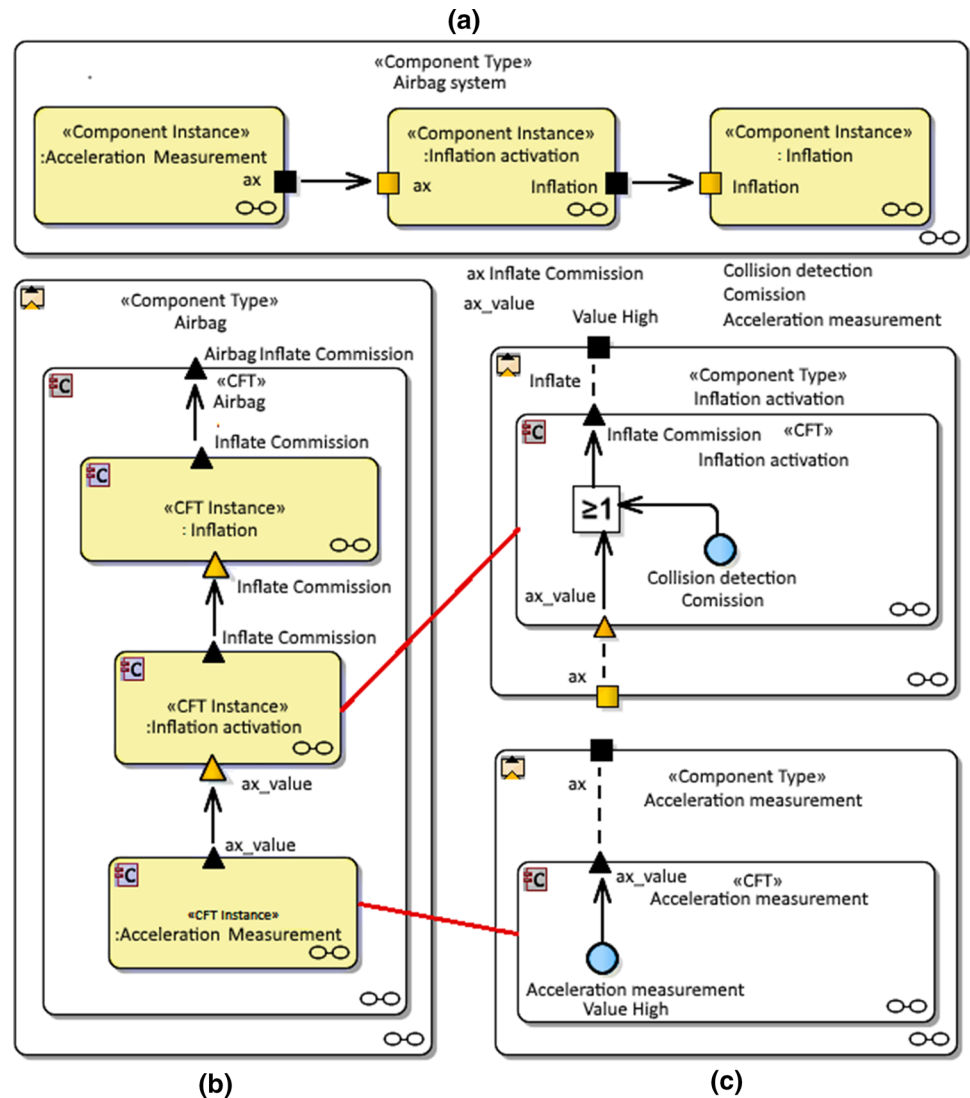 (a)
«Component Type»
Airbag system
«Component Instance»
:Acceleration Measurement
ax
«Component Instance»
:Inflation activation
ax
Inflation
«Component Instance»
: Inflation
Inflation
«Component Type»
Airbag
Airbag Inflate Commission
C
«CFT»
Airbag
Inflate Commission
C
«CFT Instance»
: Inflation
Inflate Commission
Inflate Commission
C
«CFT Instance»
:Inflation activation
ax_value
ax_value
C
«CFT Instance»
:Acceleration Measurement
(b)
ax Inflate Commission
ax_value
Value High
Collision detection
Comission
Acceleration measurement
Inflate
«Component Type»
Inflation activation
C
Inflate Commission
«CFT»
Inflation activation
≥1
ax_value
Collision detection
Comission
ax
ax
«Component Type»
Acceleration measurement
C
ax_value
«CFT»
Acceleration measurement
Acceleration measurement
Value High
(c)